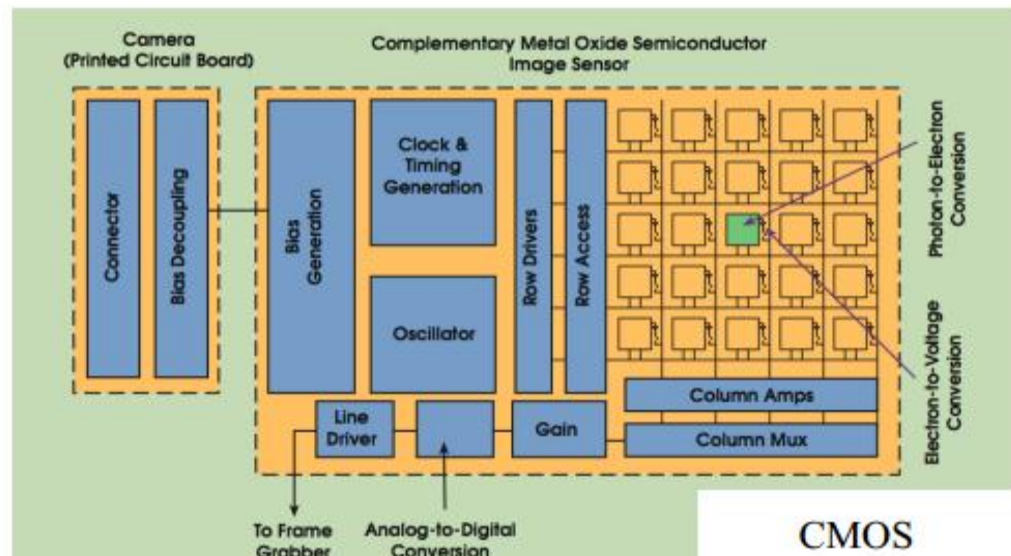 Camera
(Printed Circuit Board)
Complementary Metal Oxide Semiconductor
Image Sensor
Connector
Bias Decoupling
Bias
Generation
Clock &
Timing
Generation
Oscillator
Row Drivers
Row Access
Photon-to-Electron
Conversion
Electron-to-Voltage
Conversion
Column Amps
Column Mux
Line
Driver
Gain
To Frame
Grabber
Analog-to-Digital
Conversion
CMOS